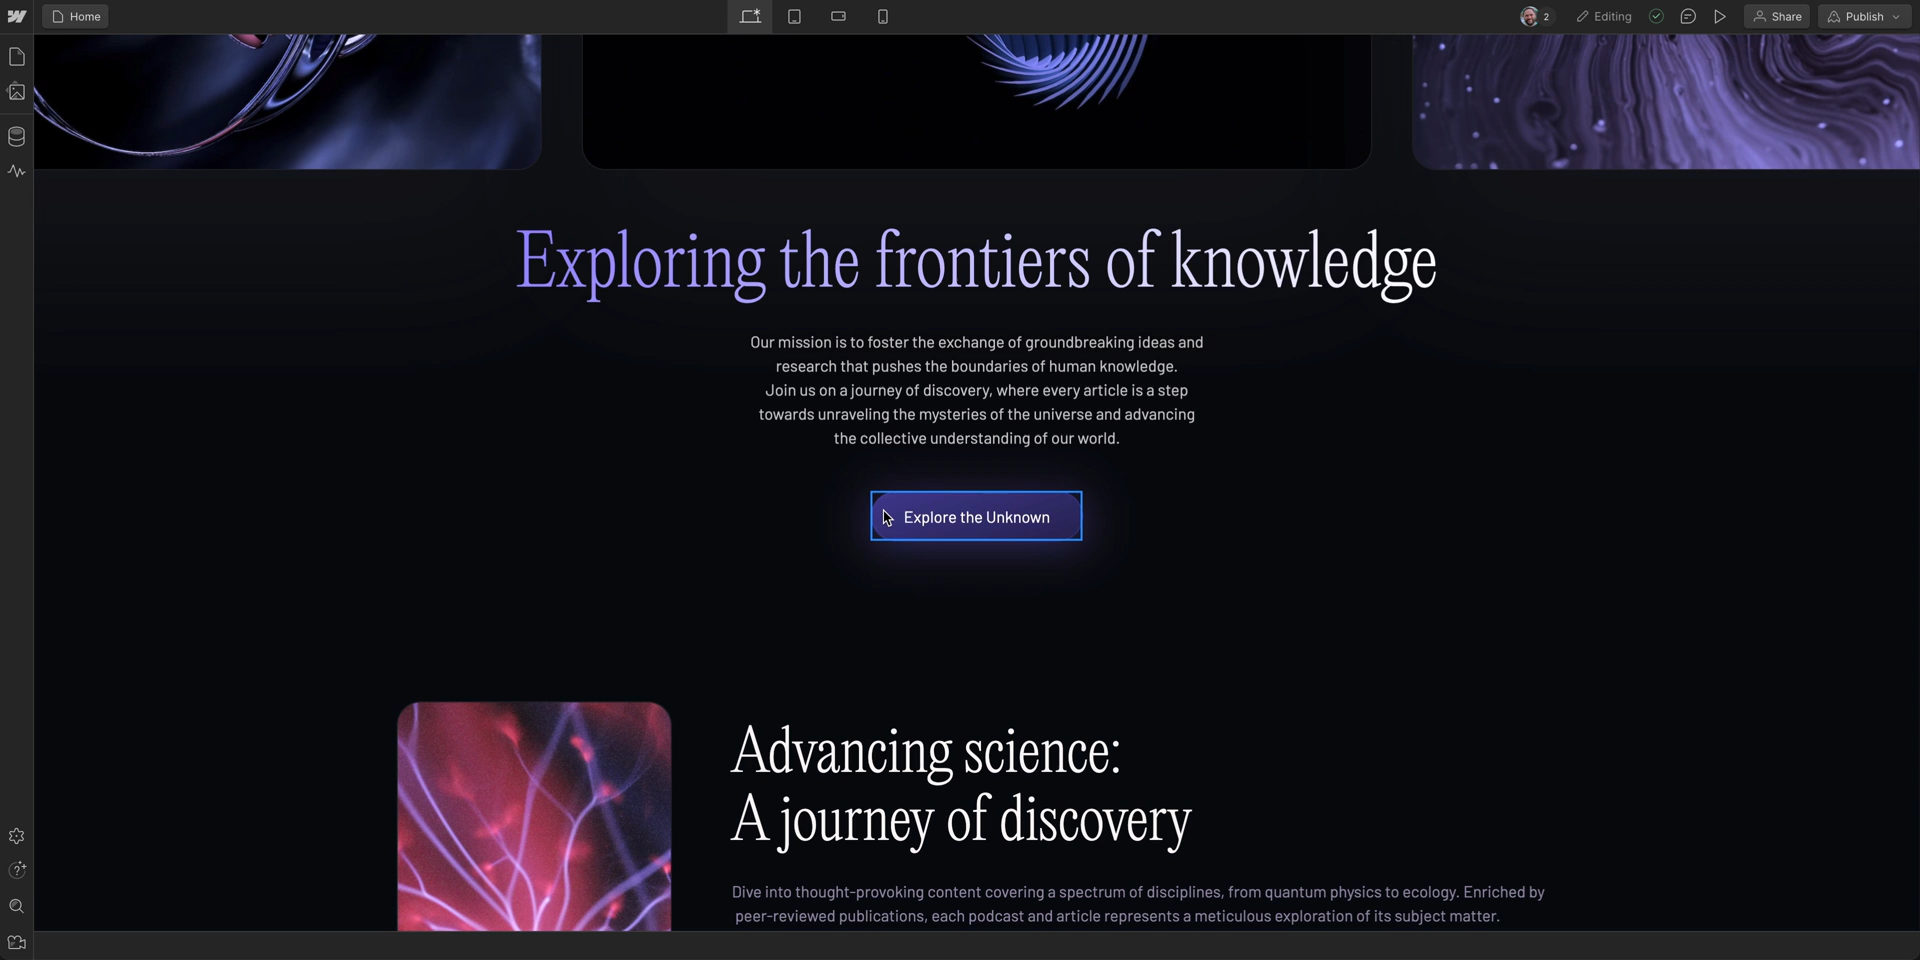 Home
2
Editing
Share
Publish
Exploring the frontiers of knowledge
Our mission is to foster the exchange of groundbreaking ideas and
research that pushes the boundaries of human knowledge.
Join us on a journey of discovery, where every article is a step
towards unraveling the mysteries of the universe and advancing
the collective understanding of our world.
Explore the Unknown
Advancing science:
A journey of discovery
Dive into thought-provoking content covering a spectrum of disciplines, from quantum physics to ecology. Enriched by
peer-reviewed publications, each podcast and article represents a meticulous exploration of its subject matter.